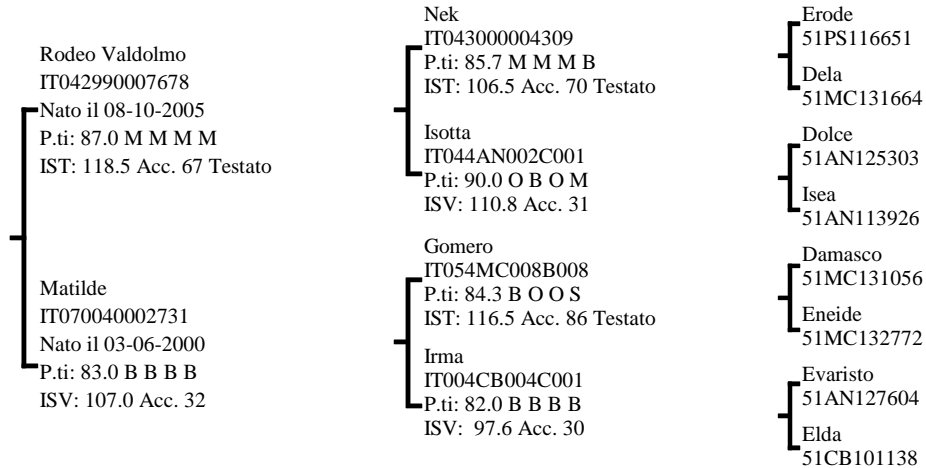 Rodeo Valdolmo
IT042990007678
Nato il 08-10-2005
P.ti: 87.0 M M M M
IST: 118.5 Acc. 67 Testato
Matilde
IT070040002731
Nato il 03-06-2000
P.ti: 83.0 B B B B
ISV: 107.0 Acc. 32
Nek
IT043000004309
P.ti: 85.7 M M M B
IST: 106.5 Acc. 70 Testato
Isotta
IT044AN002C001
P.ti: 90.0 O B O M
ISV: 110.8 Acc. 31
Gomero
IT054MC008B008
P.ti: 84.3 B O O S
IST: 116.5 Acc. 86 Testato
Irma
IT004CB004C001
P.ti: 82.0 B B B B
ISV: 97.6 Acc. 30
Erode
51PS116651
Dela
51MC131664
Dolce
51AN125303
Isea
51AN113926
Damasco
51MC131056
Eneide
51MC132772
Evaristo
51AN127604
Elda
51CB101138